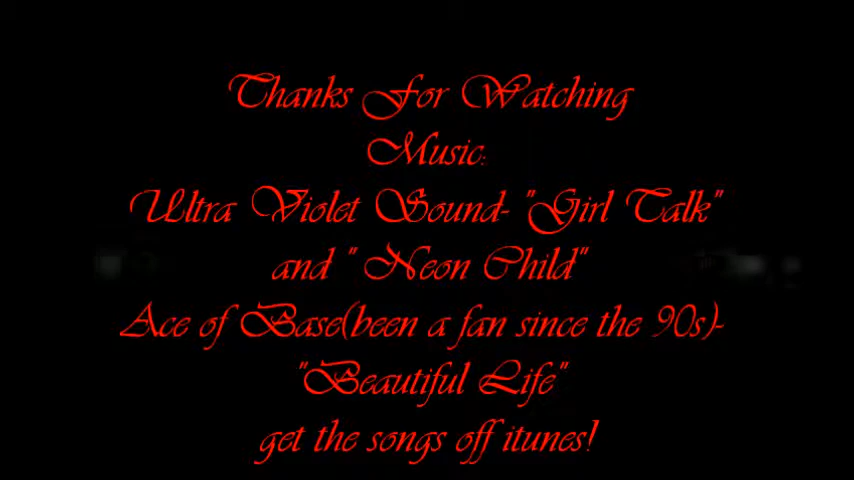 Thanks For Watching
Music:
Ultra Violet Sound- "Girl Talk"
and " Neon Child"
Ace of Base(been a fan since the 90s)-
"Beautiful Life"
get the songs off itunes!